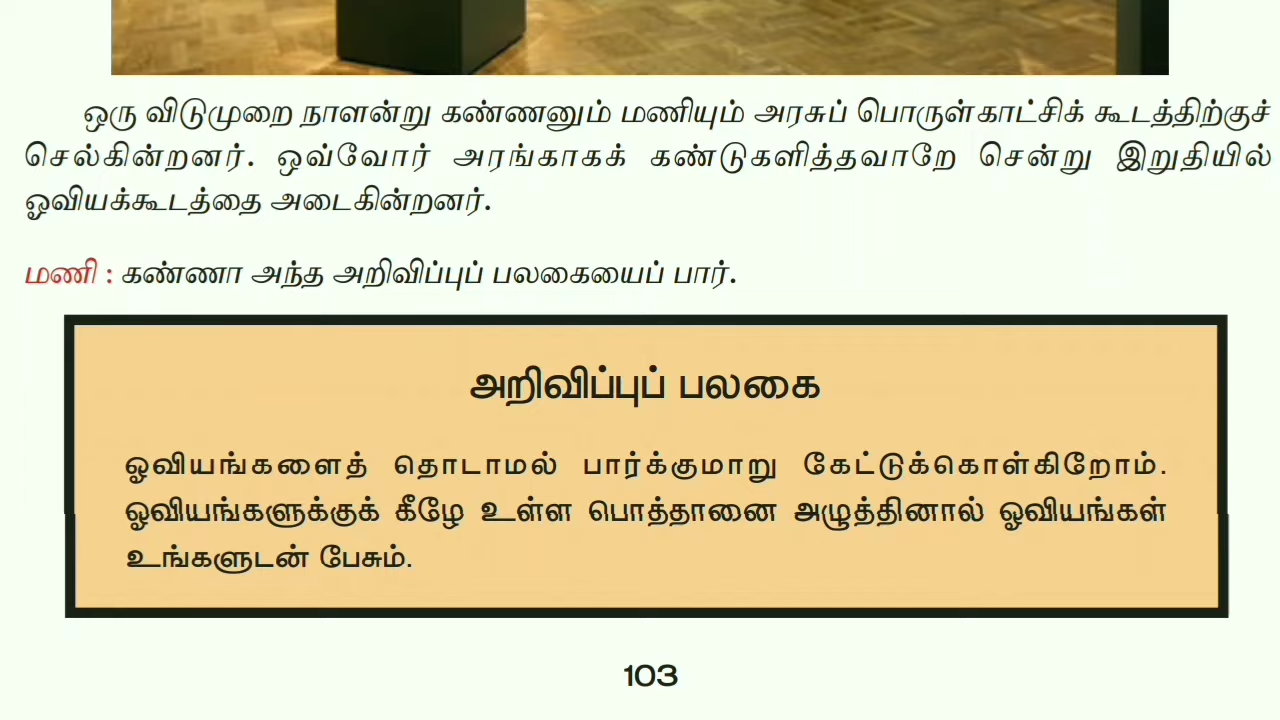 ஒரு விடுமுறை நாளன்று கண்ணனும் மணியும் அரசுப் பொருள்காட்சிக் கூடத்திற்குச்
செல்கின்றனர். ஒவ்வோர் அரங்காகக் கண்டுகளித்தவாறே சென்று இறுதியில்
ஓவியக்கூடத்தை அடைகின்றனர்.
மணி : கண்ணா அந்த அறிவிப்புப் பலகையைப் பார்.
அறிவிப்புப் பலகை
ஓவியங்களைத் தொடாமல் பார்க்குமாறு கேட்டுக்கொள்கிறோம்.
ஓவியங்களுக்குக் கீழே உள்ள பொத்தானை அழுத்தினால் ஓவியங்கள்
உங்களுடன் பேசும்.
103